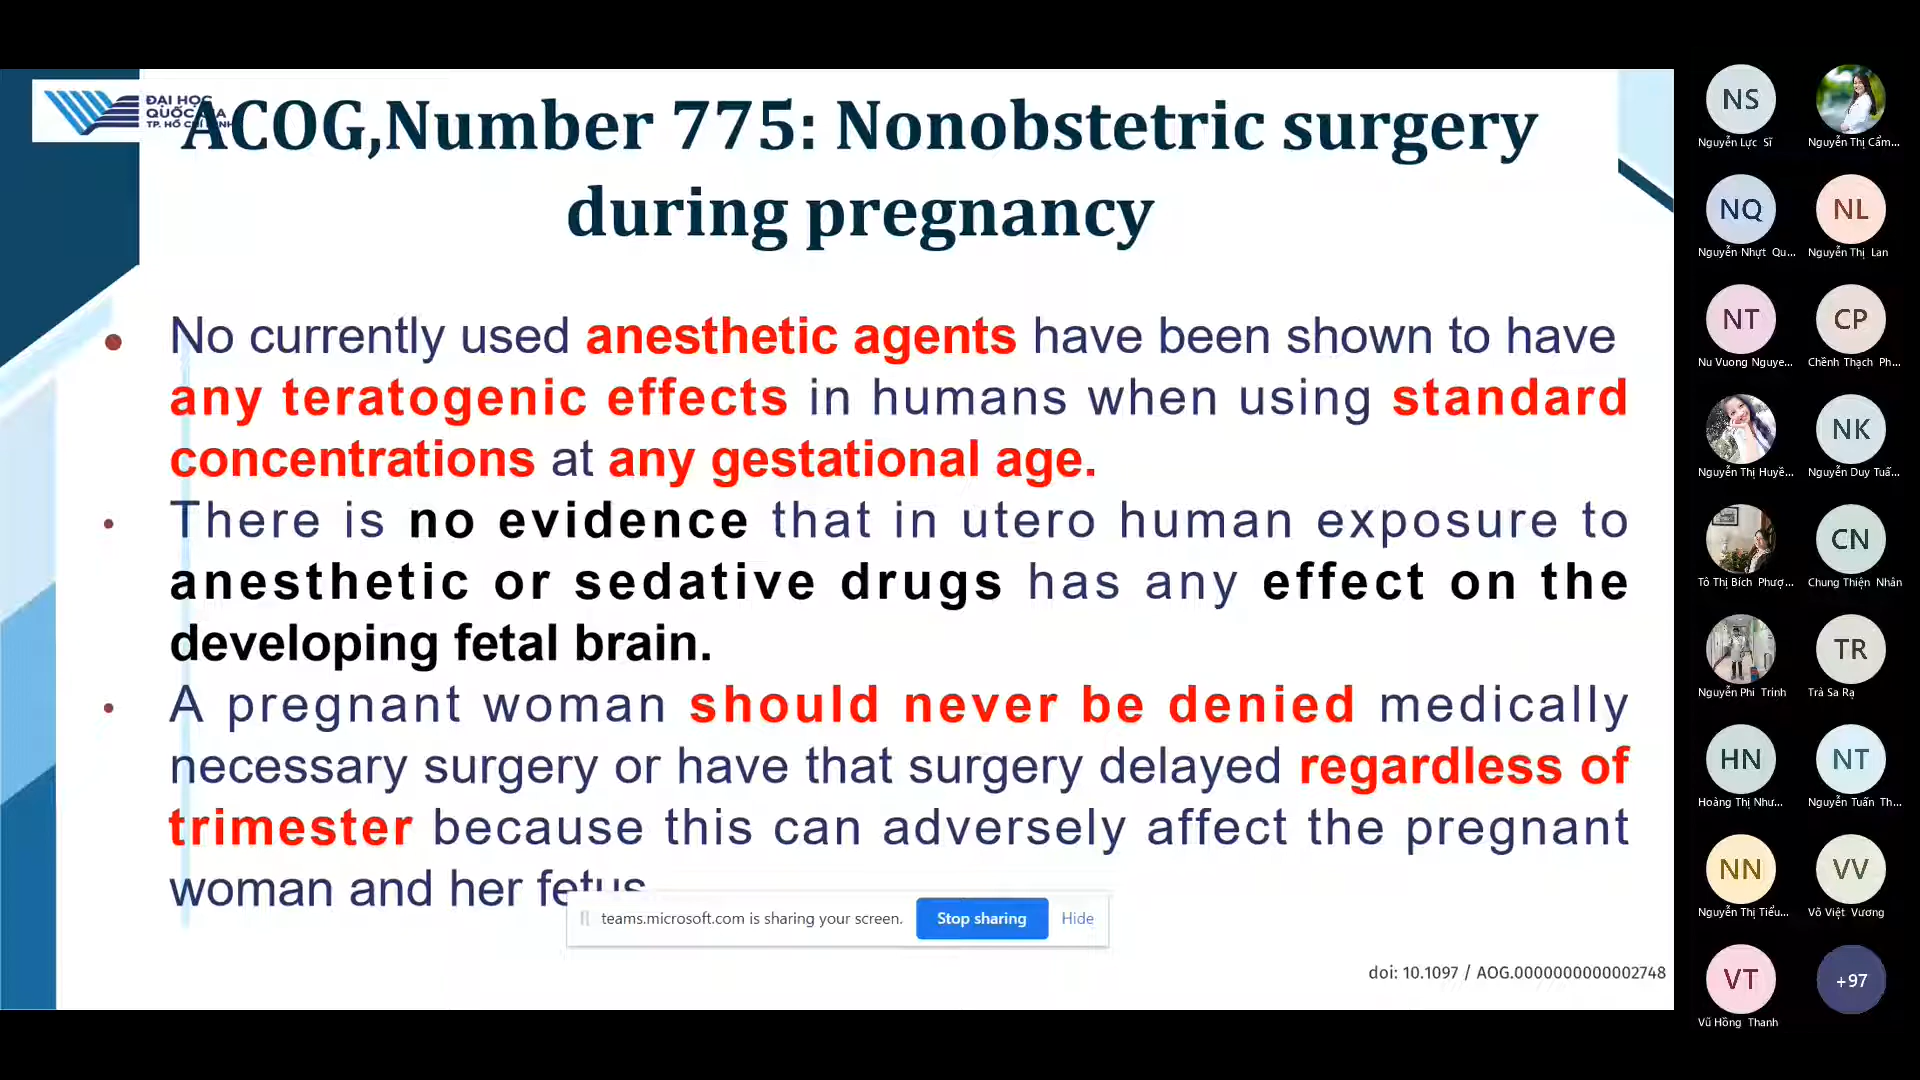 ĐẠI HỌC
QUỐC GIA
TP. HỒ CHÍ MINH
ACOG,Number 775: Nonobstetric surgery
during pregnancy
• No currently used anesthetic agents have been shown to have
any teratogenic effects in humans when using standard
concentrations at any gestational age.
• There is no evidence that in utero human exposure to
anesthetic or sedative drugs has any effect on the
developing fetal brain.
• A pregnant woman should never be denied medically
necessary surgery or have that surgery delayed regardless of
trimester because this can adversely affect the pregnant
woman and her fetus
teams.microsoft.com is sharing your screen.
Stop sharing
Hide
doi: 10.1097 / AOG.0000000000002748
NS
Nguyễn Lực Sĩ
Nguyễn Thị Cẩm...
NQ
Nguyễn Nhựt Qu...
NL
Nguyễn Thị Lan
NT
Nu Vuong Nguye...
CP
Chềnh Thạch Ph...
Nguyễn Thị Huyề...
NK
Nguyễn Duy Tuấ...
Tô Thị Bích Phượ...
CN
Chung Thiện Nhân
Nguyễn Phi Trinh
TR
Trà Sa Rạ
HN
Hoàng Thị Như...
NT
Nguyễn Tuấn Th...
NN
Nguyễn Thị Tiểu...
VV
Võ Việt Vương
VT
Vũ Hồng Thanh
+97